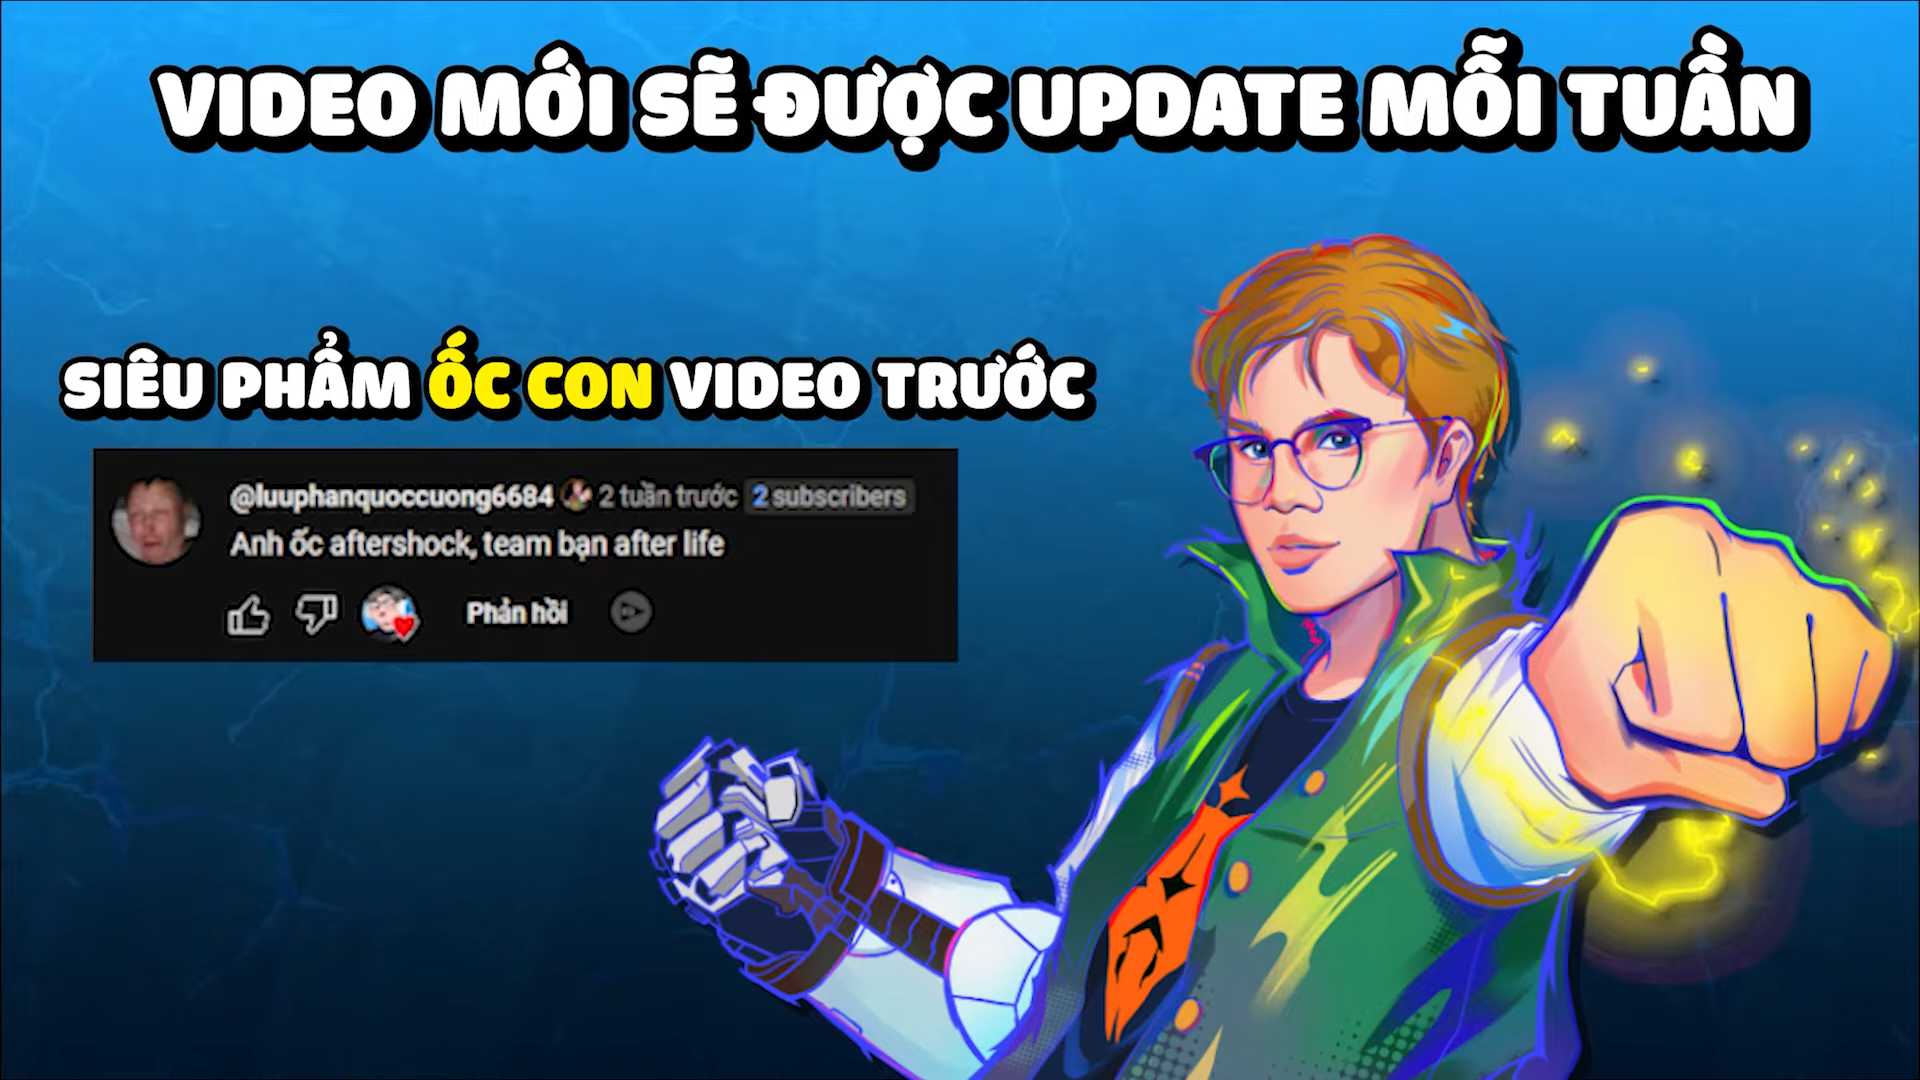 VIDEO MỚI SẼ ĐƯỢC UPDATE MỖI TUẦN
SIÊU PHẨM ỐC CON VIDEO TRƯỚC
@luuphanquoccuong6684 2 tuần trước 2 subscribers
Anh ốc aftershock, team bạn after life
Phản hồi